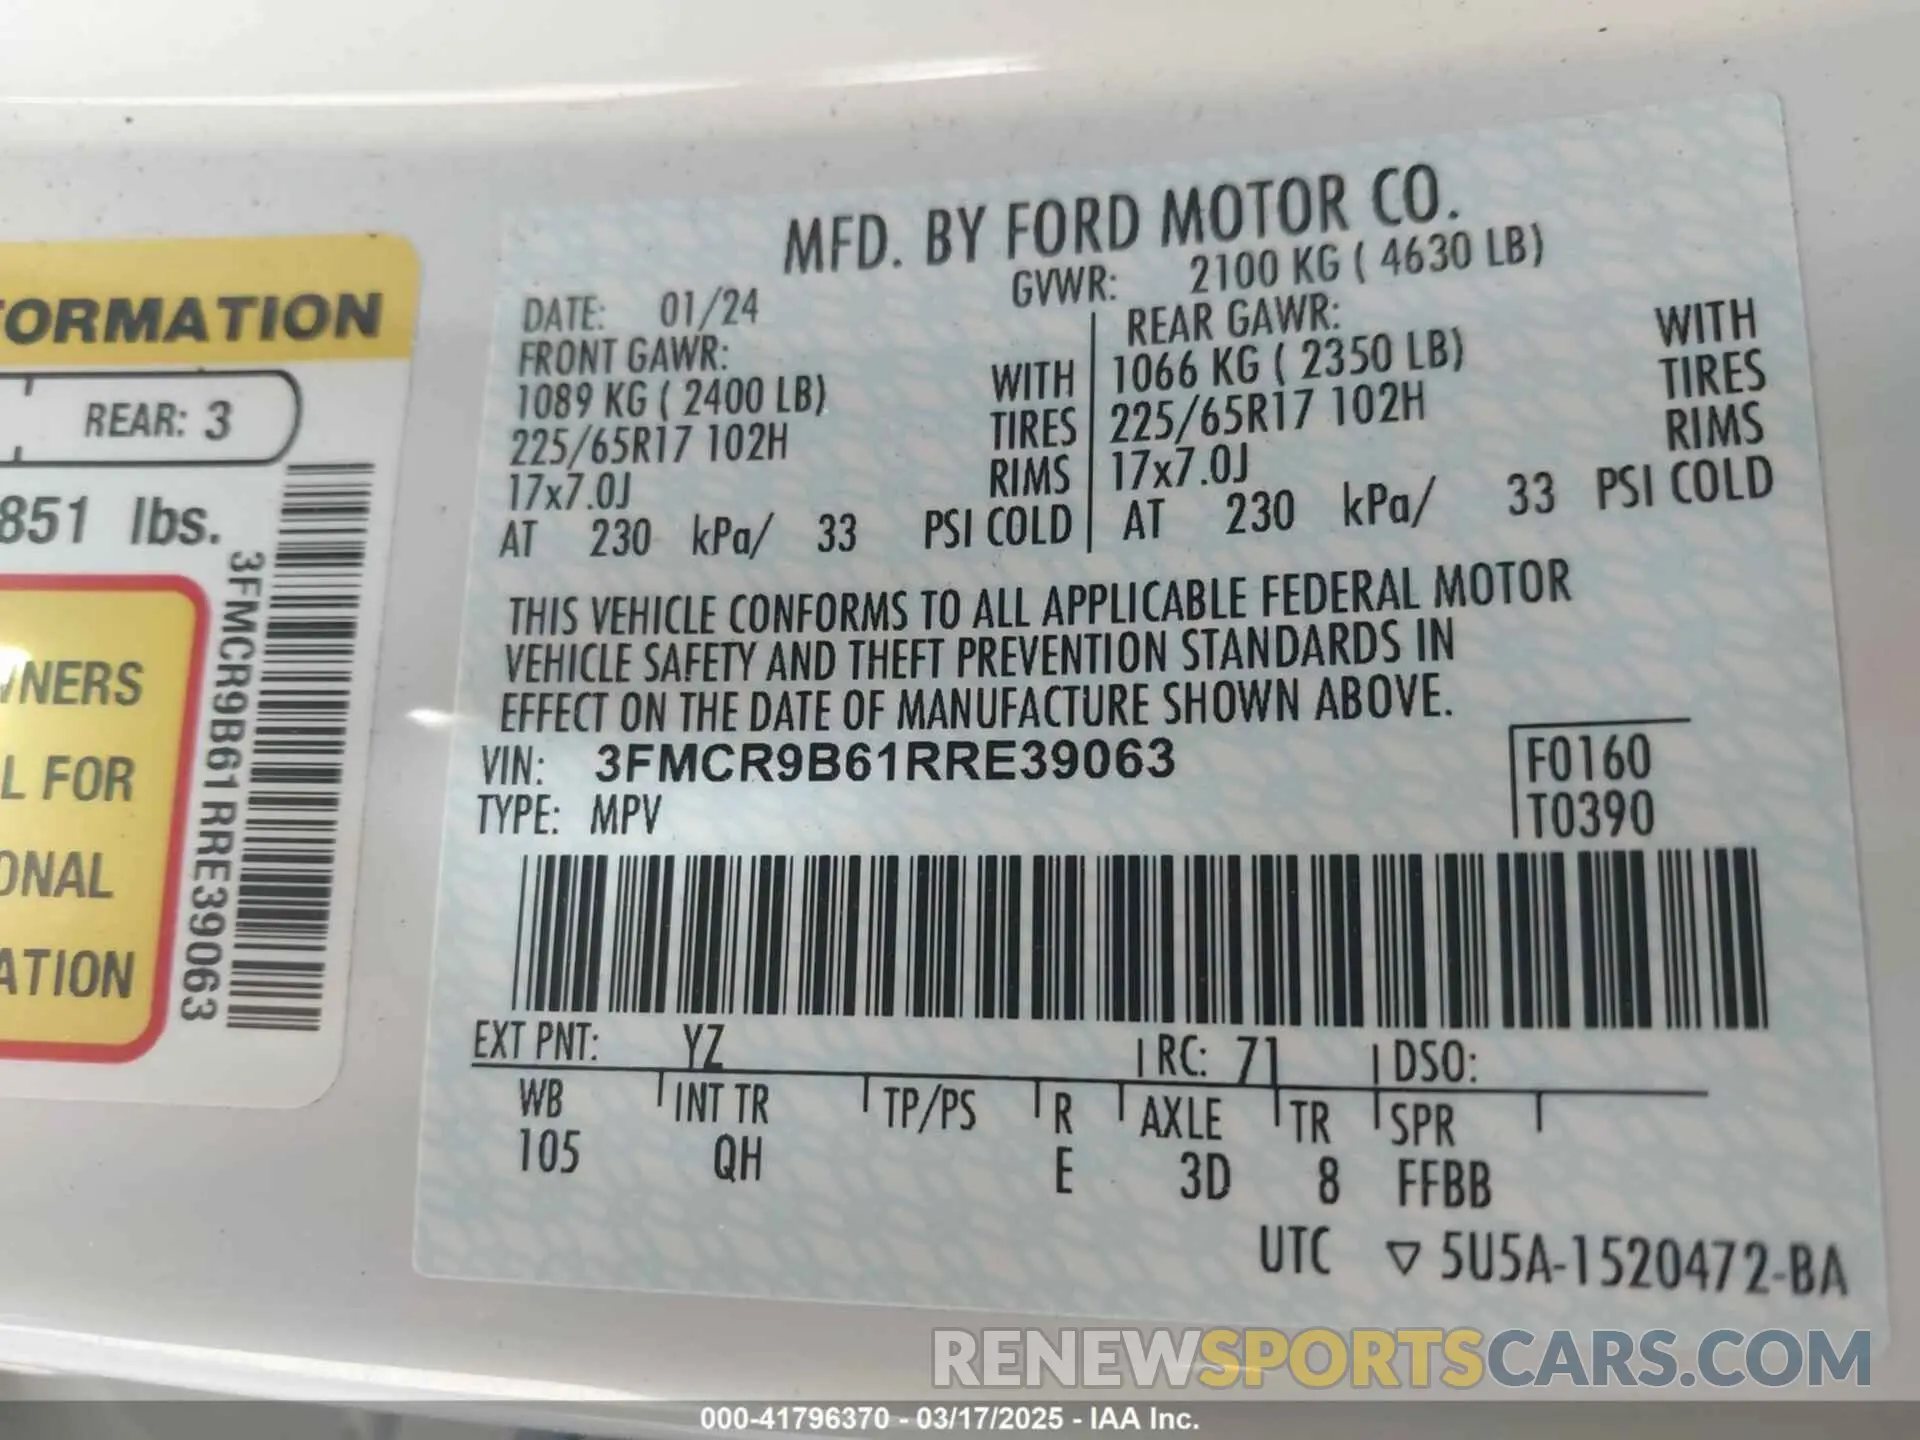 MFD. BY FORD MOTOR CO.
DATE: 01/24
GVWR: 2100 KG ( 4630 LB)
FRONT GAWR:
1089 KG ( 2400 LB) WITH
225/65R17 102H TIRES
17x7.0J RIMS
AT 230 kPa/ 33 PSI COLD
REAR GAWR:
1066 KG ( 2350 LB) WITH
225/65R17 102H TIRES
17x7.0J RIMS
AT 230 kPa/ 33 PSI COLD
THIS VEHICLE CONFORMS TO ALL APPLICABLE FEDERAL MOTOR
VEHICLE SAFETY AND THEFT PREVENTION STANDARDS IN
EFFECT ON THE DATE OF MANUFACTURE SHOWN ABOVE.
VIN: 3FMCR9B61RRE39063
TYPE: MPV
F0160
T0390
EXT PNT: YZ RC: 71 DSO:
WB INT TR TP/PS R AXLE TR SPR
105 QH E 3D 8 FFBB
UTC ▽ 5U5A-1520472-BA
FORMATION
REAR: 3
851 lbs.
3FMCR9B61RRE39063
WNERS
L FOR
ONAL
ATION
RENEWSPORTSCARS.COM
000-41796370 - 03/17/2025 - IAA Inc.